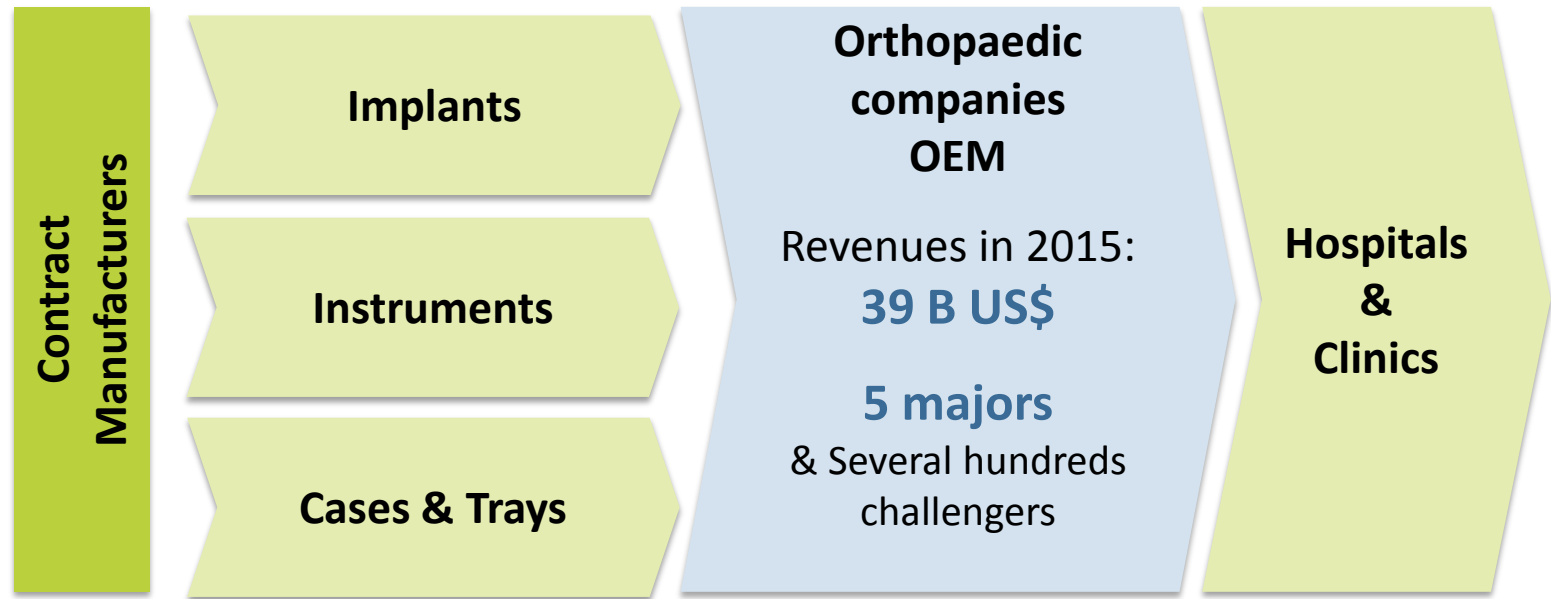 Contract
Manufacturers
Implants
Instruments
Cases & Trays
Orthopaedic
companies
OEM
Revenues in 2015:
39 B US$
5 majors
& Several hundreds
challengers
Hospitals
&
Clinics